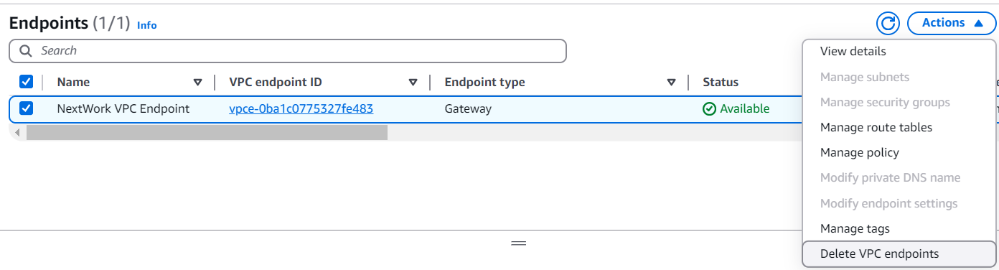 Endpoints (1/1) Info
Actions
Search
Name VPC endpoint ID Endpoint type Status
NextWork VPC Endpoint vpce-0ba1c0775327fe483 Gateway Available
View details
Manage subnets
Manage security groups
Manage route tables
Manage policy
Modify private DNS name
Modify endpoint settings
Manage tags
Delete VPC endpoints